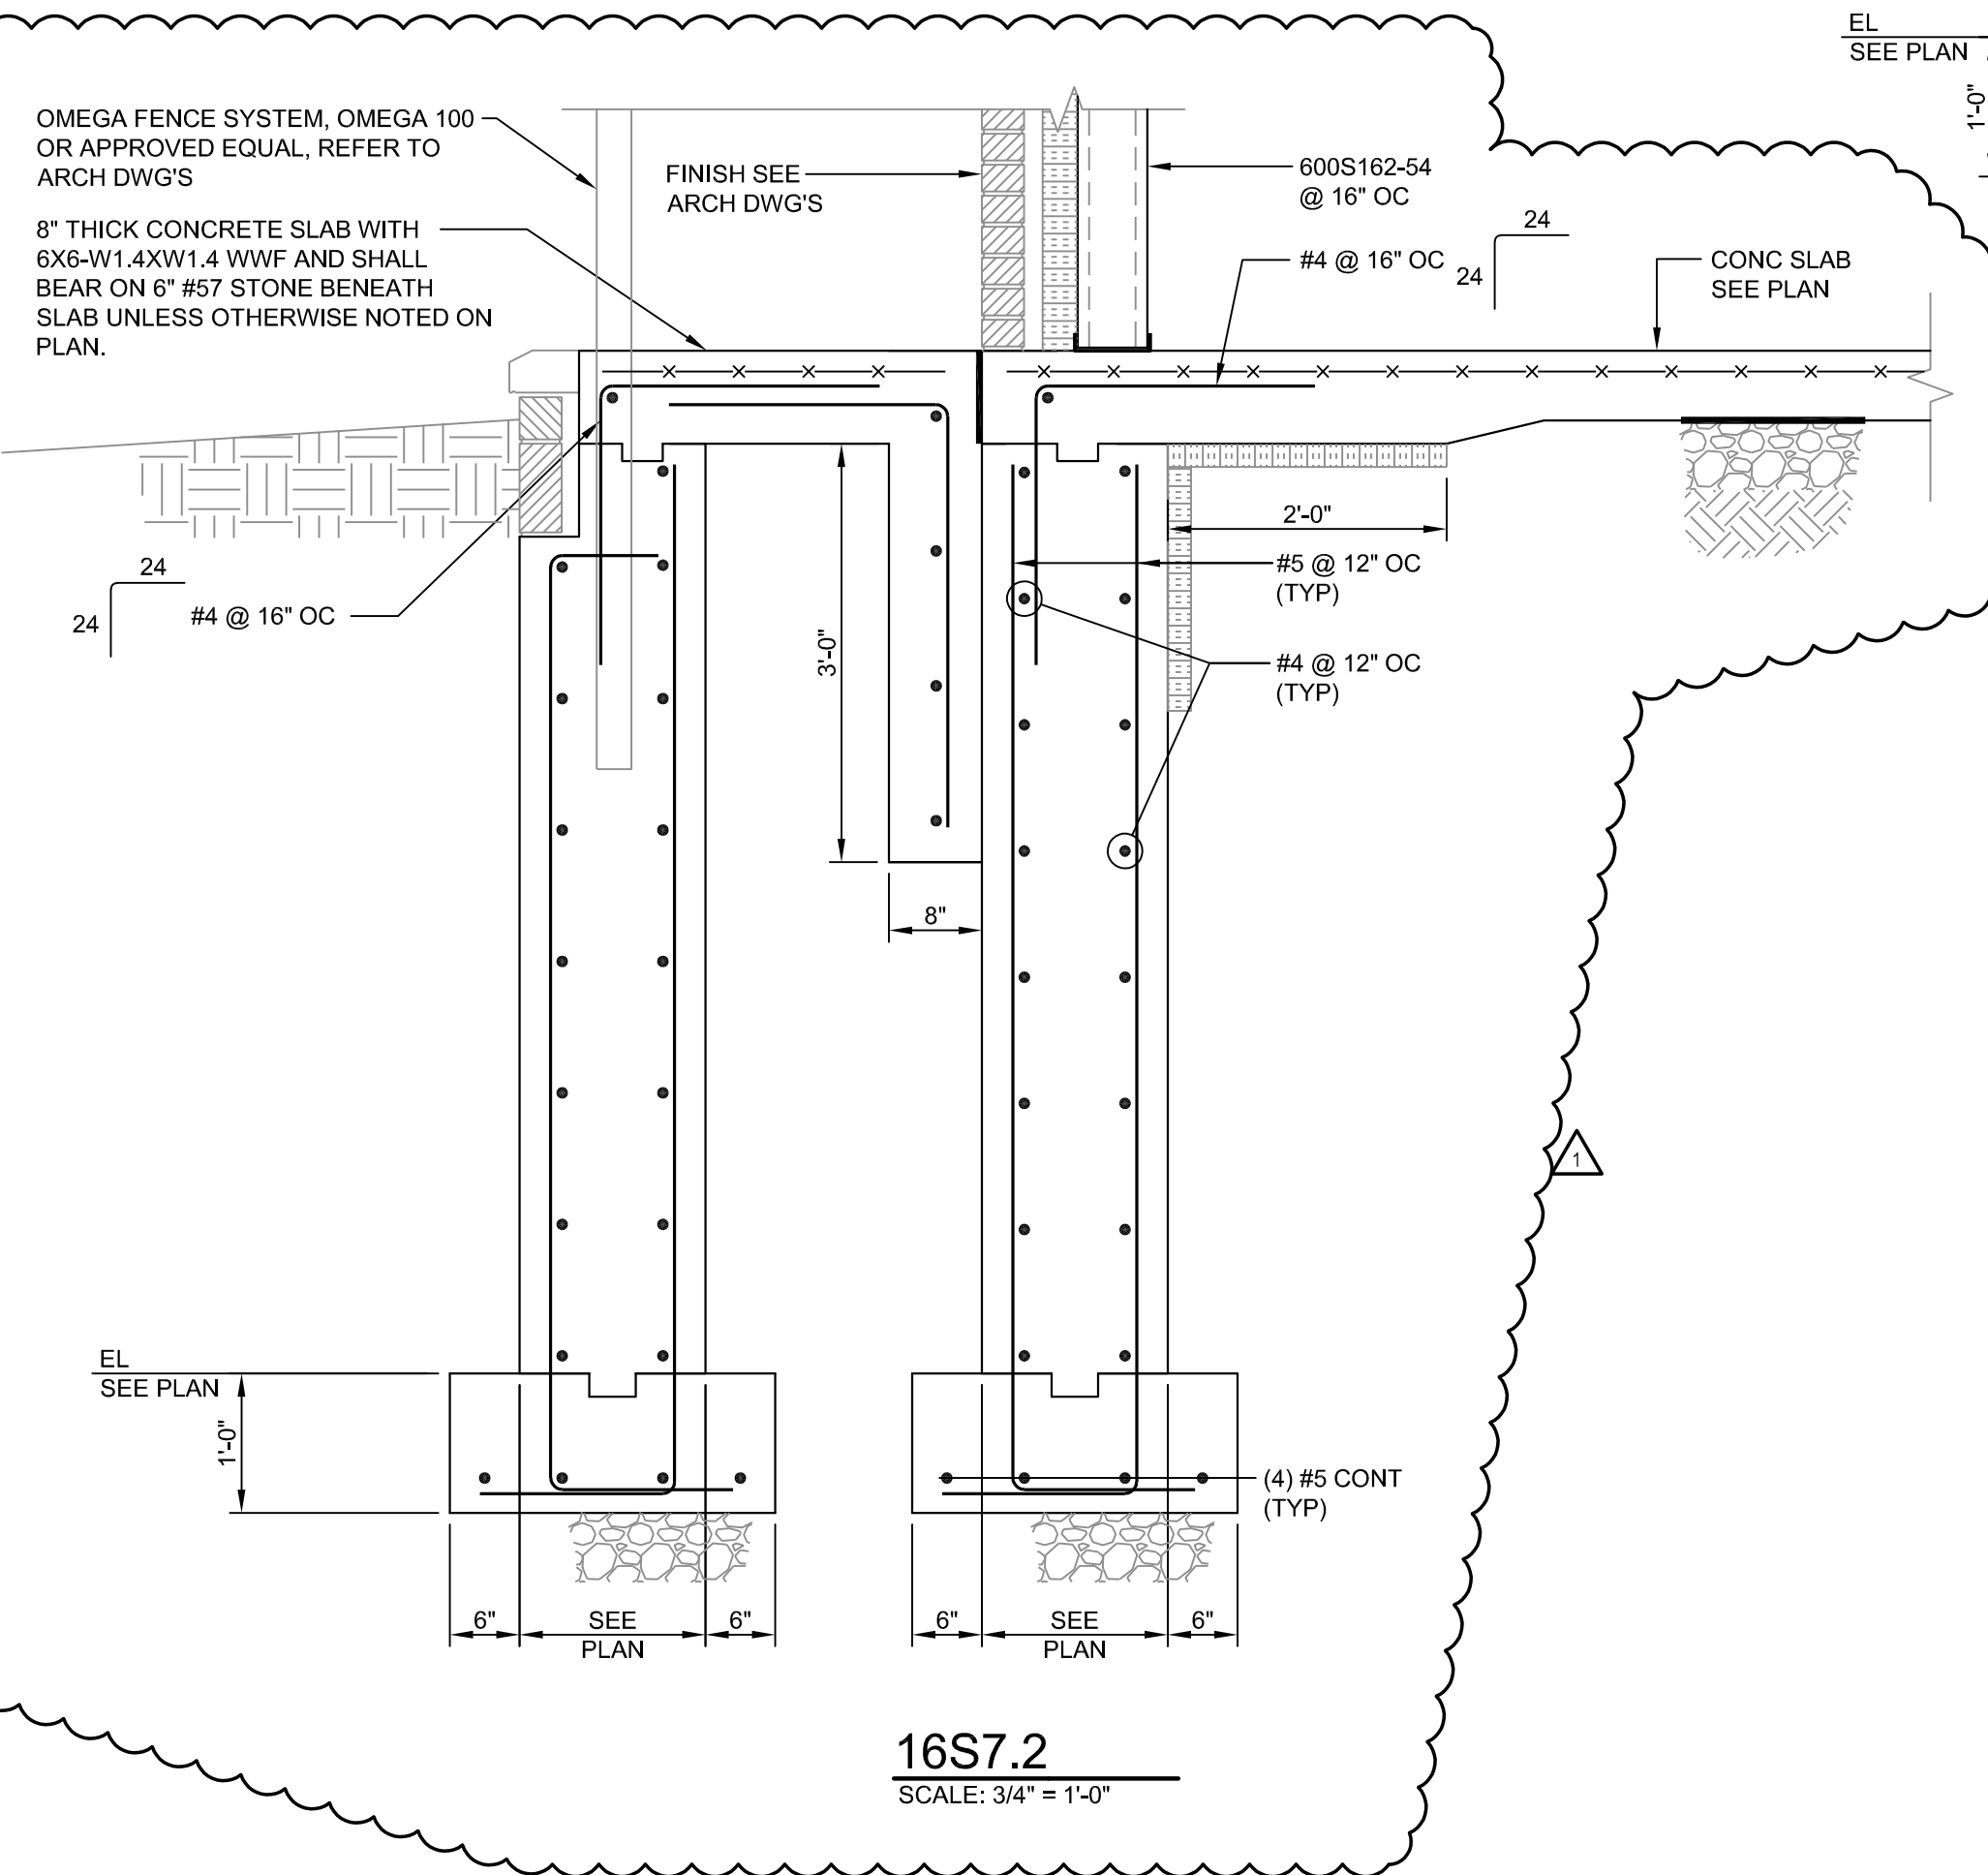 EL
SEE PLAN
1'-0"
OMEGA FENCE SYSTEM, OMEGA 100
OR APPROVED EQUAL, REFER TO
ARCH DWG'S
FINISH SEE
ARCH DWG'S
600S162-54
@ 16" OC
8" THICK CONCRETE SLAB WITH
6X6-W1.4XW1.4 WWF AND SHALL
BEAR ON 6" #57 STONE BENEATH
SLAB UNLESS OTHERWISE NOTED ON
PLAN.
#4 @ 16" OC
24
24
CONC SLAB
SEE PLAN
2'-0"
24
24
#4 @ 16" OC
#5 @ 12" OC
(TYP)
3'-0"
#4 @ 12" OC
(TYP)
8"
1
EL
SEE PLAN
1'-0"
(4) #5 CONT
(TYP)
6"
SEE
PLAN
6"
6"
SEE
PLAN
6"
16S7.2
SCALE: 3/4" = 1'-0"